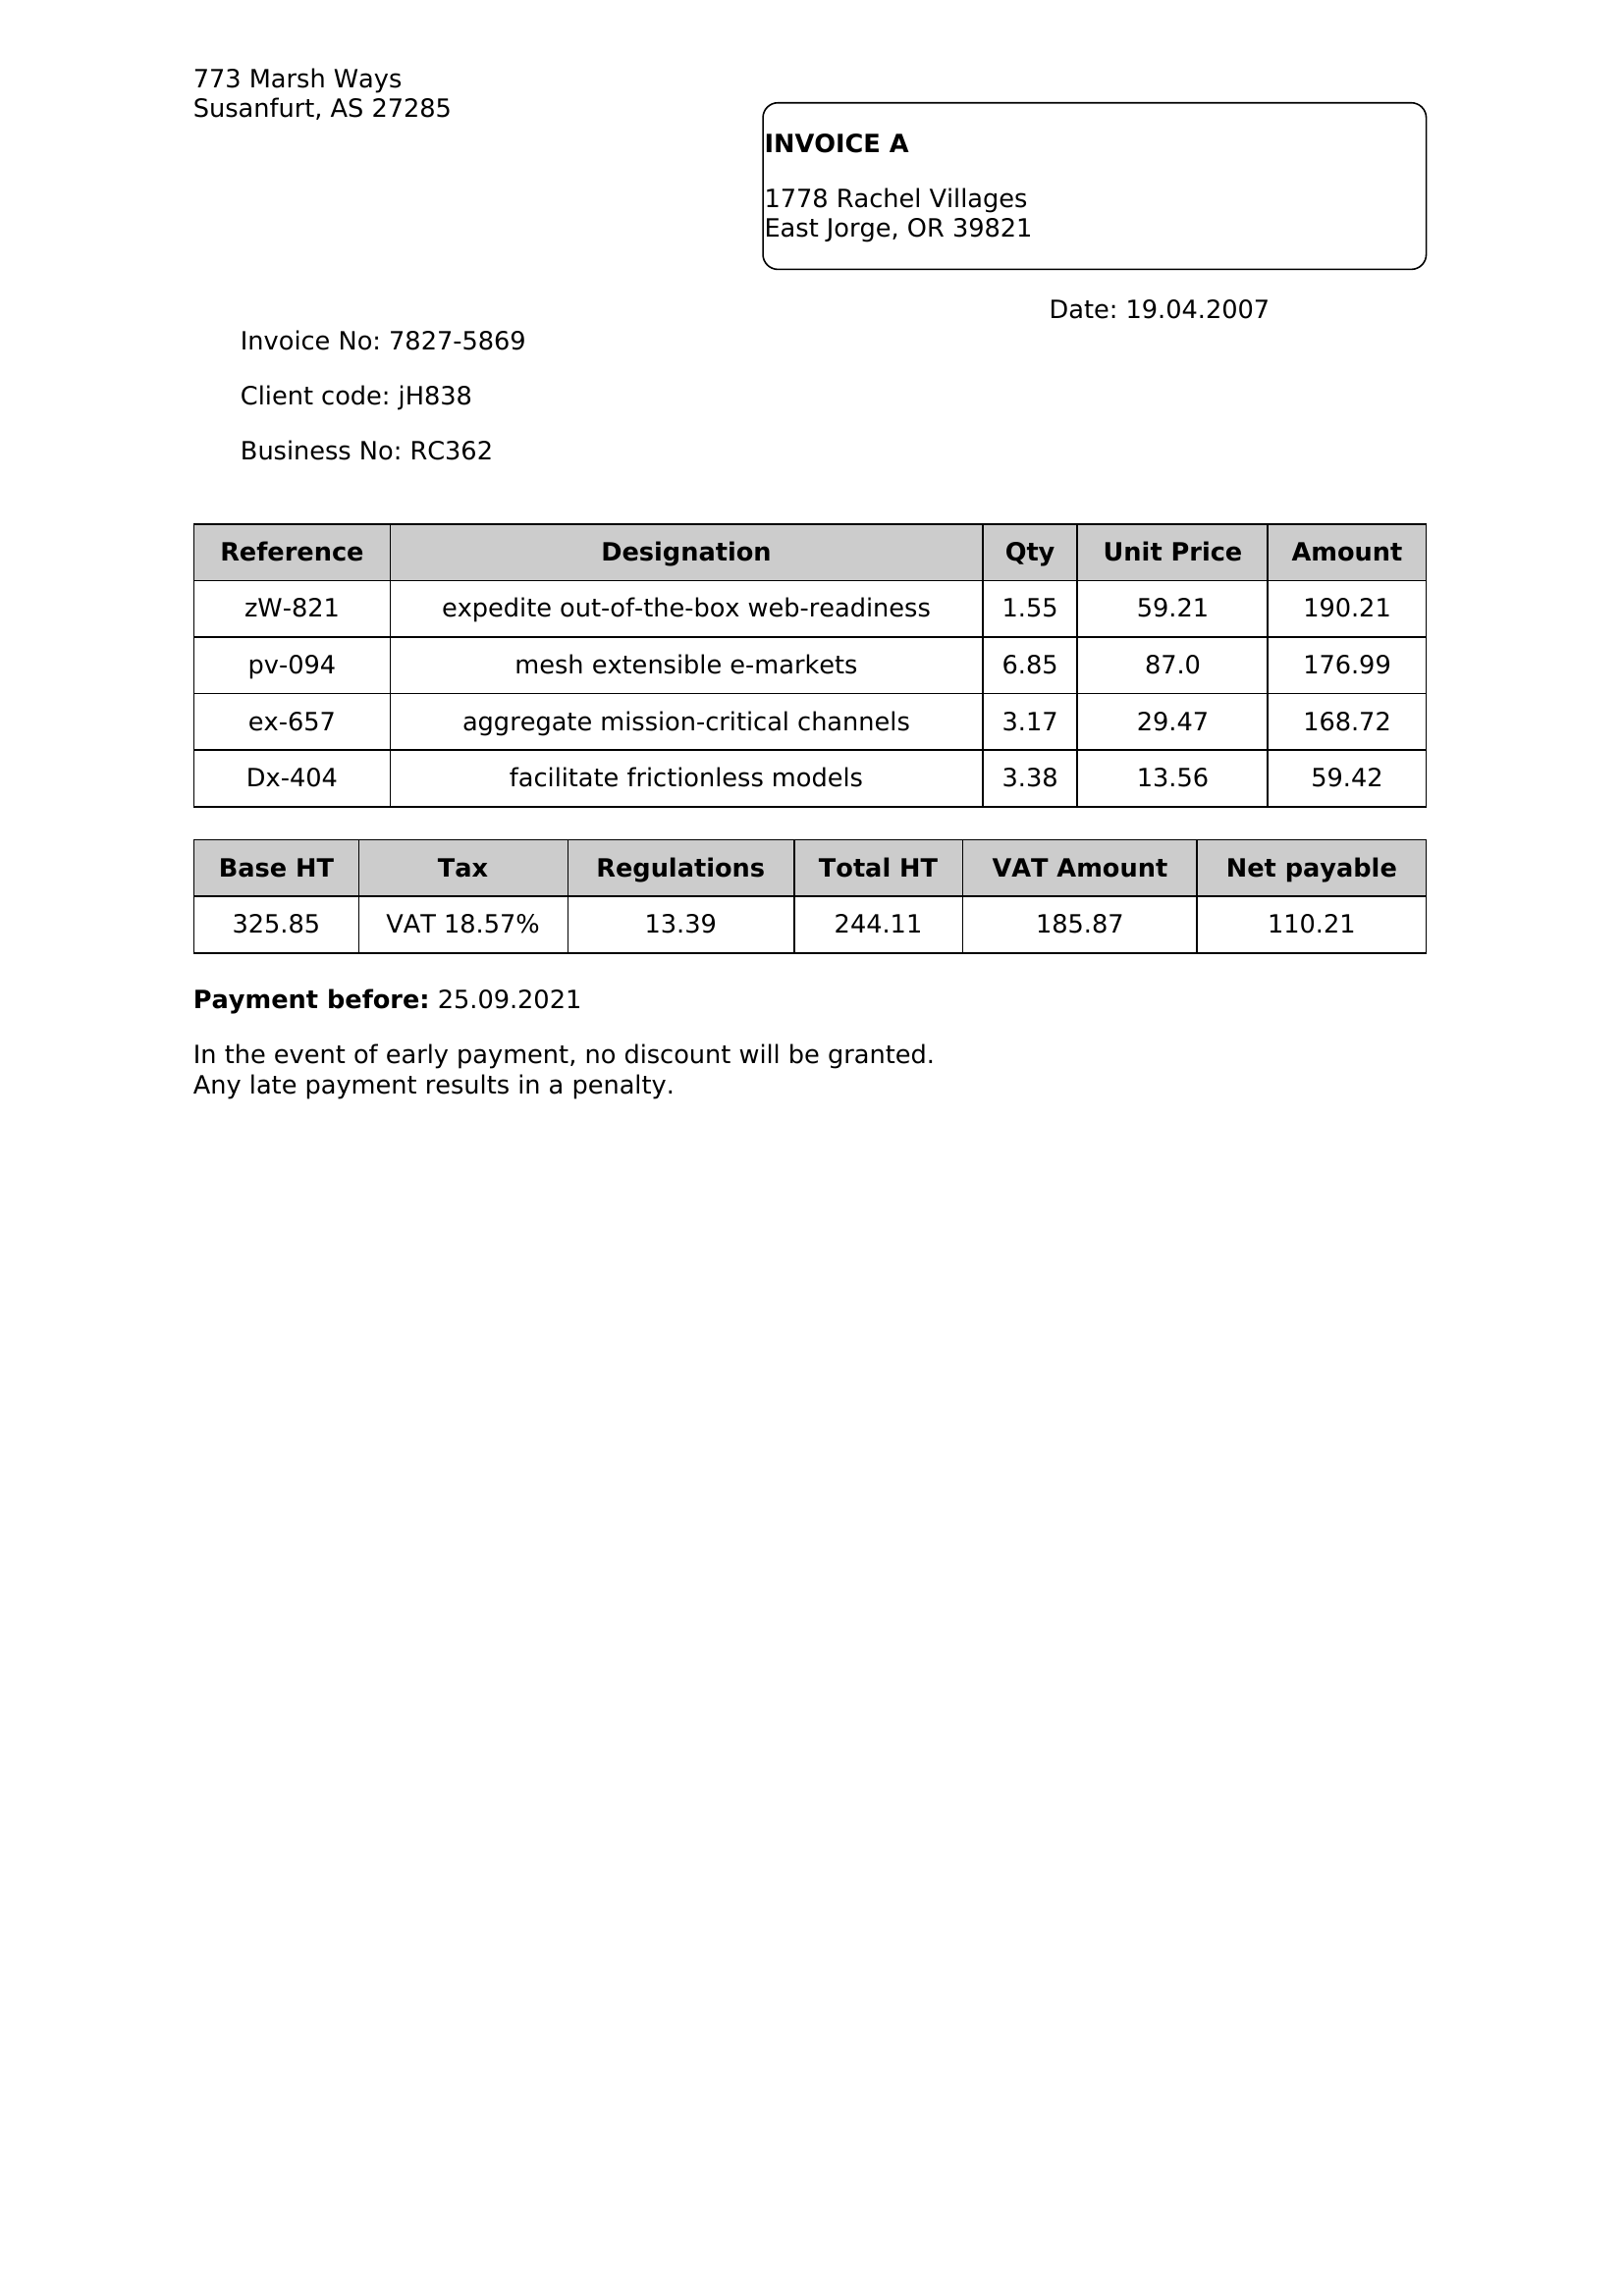 773 Marsh Ways
Susanfurt, AS 27285
INVOICE A
1778 Rachel Villages
East Jorge, OR 39821
Date: 19.04.2007
Invoice No: 7827-5869
Client code: jH838
Business No: RC362
Reference Designation Qty Unit Price Amount
zW-821 expedite out-of-the-box web-readiness 1.55 59.21 190.21
pv-094 mesh extensible e-markets 6.85 87.0 176.99
ex-657 aggregate mission-critical channels 3.17 29.47 168.72
Dx-404 facilitate frictionless models 3.38 13.56 59.42
Base HT Tax Regulations Total HT VAT Amount Net payable
325.85 VAT 18.57% 13.39 244.11 185.87 110.21
Payment before: 25.09.2021
In the event of early payment, no discount will be granted.
Any late payment results in a penalty.